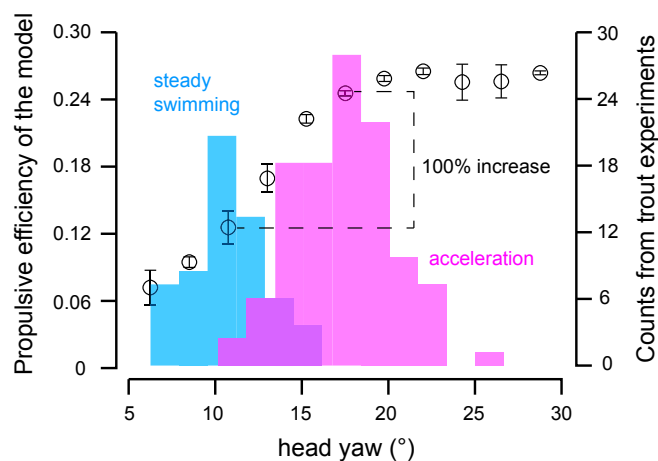 0.30
0.24
0.18
0.12
0.06
0
Propulsive efficiency of the model
steady
swimming
100% increase
acceleration
30
24
18
12
6
0
Counts from trout experiments
5
10
15
20
25
30
head yaw (°)